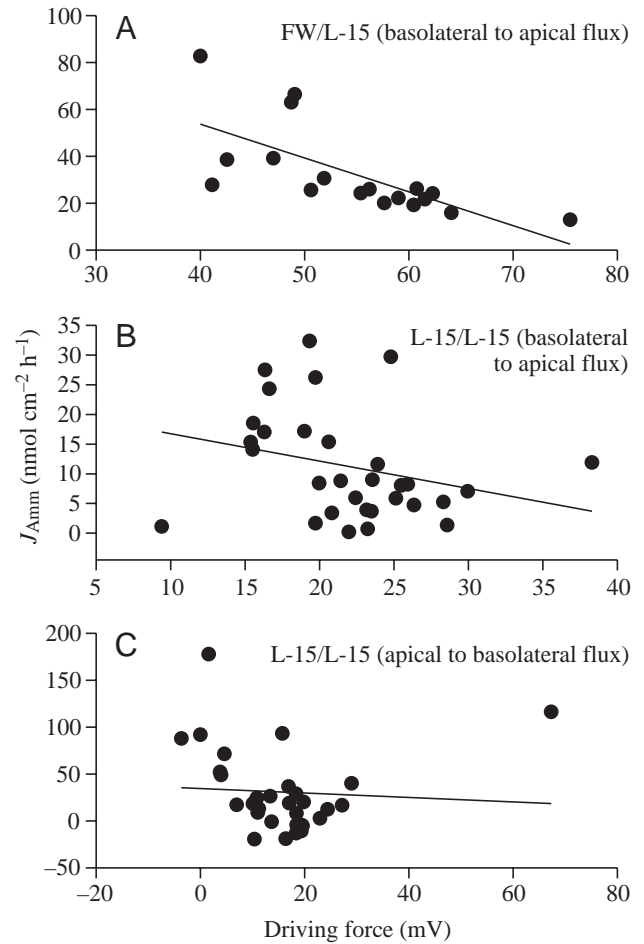 A
FW/L-15 (basolateral to apical flux)
100
80
60
40
20
0
30 40 50 60 70 80
B
L-15/L-15 (basolateral
to apical flux)
35
30
25
20
15
10
5
0
5 10 15 20 25 30 35 40
J_Amm (nmol cm⁻² h⁻¹)
C
L-15/L-15 (apical to basolateral flux)
200
150
100
50
0
–50
–20 0 20 40 60 80
Driving force (mV)